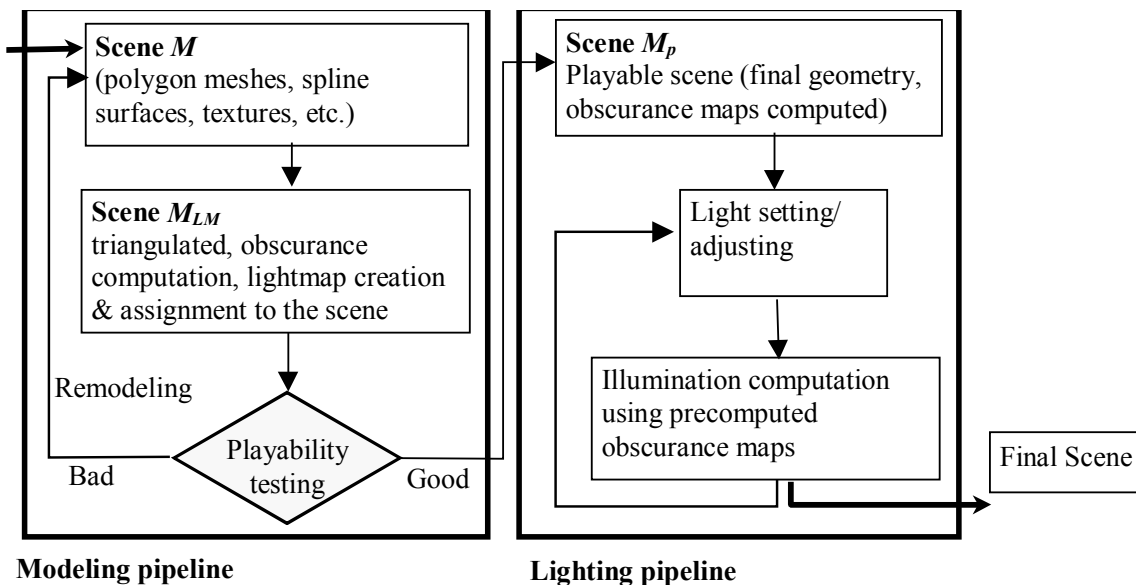 Scene M
(polygon meshes, spline
surfaces, textures, etc.)
Scene M_LM
triangulated, obscurance
computation, lightmap creation
& assignment to the scene
Remodeling
Playability
testing
Bad
Good
Modeling pipeline
Scene M_p
Playable scene (final geometry,
obscurance maps computed)
Light setting/
adjusting
Illumination computation
using precomputed
obscurance maps
Final Scene
Lighting pipeline